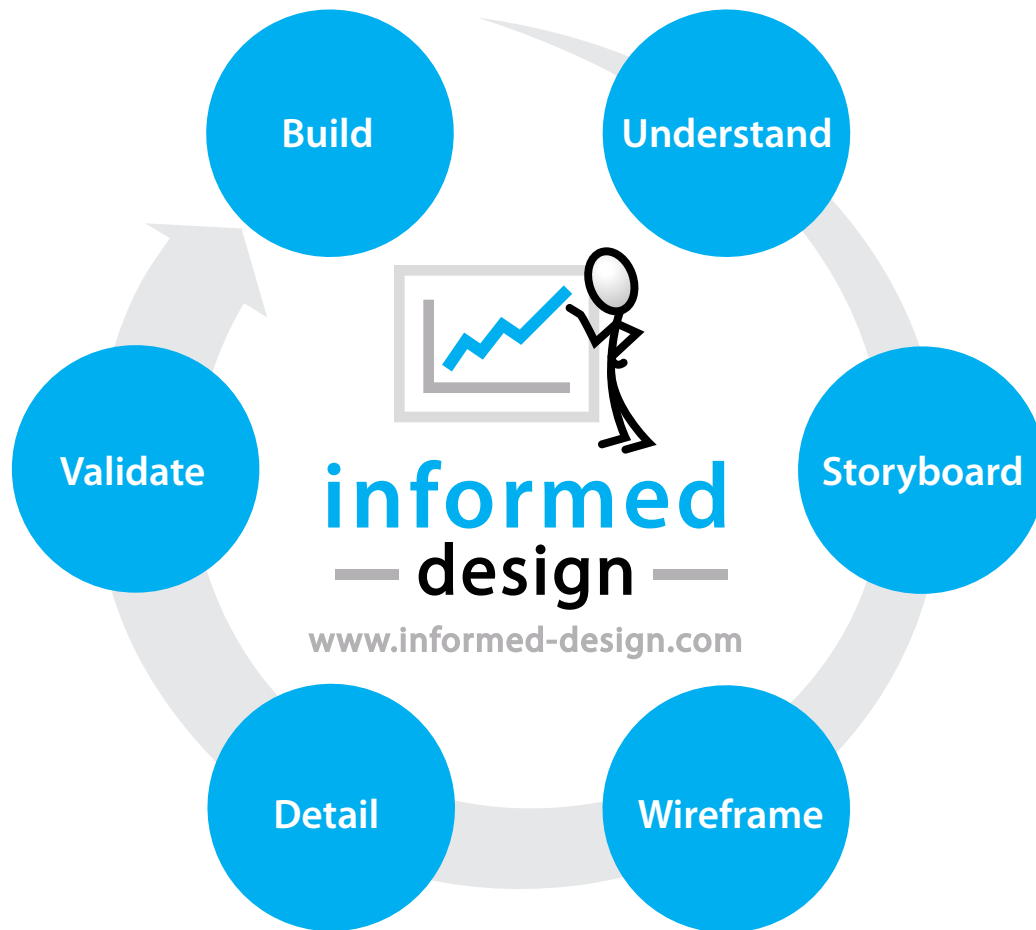 Build
Understand
Validate
Storyboard
informed
design
www.informed-design.com
Detail
Wireframe